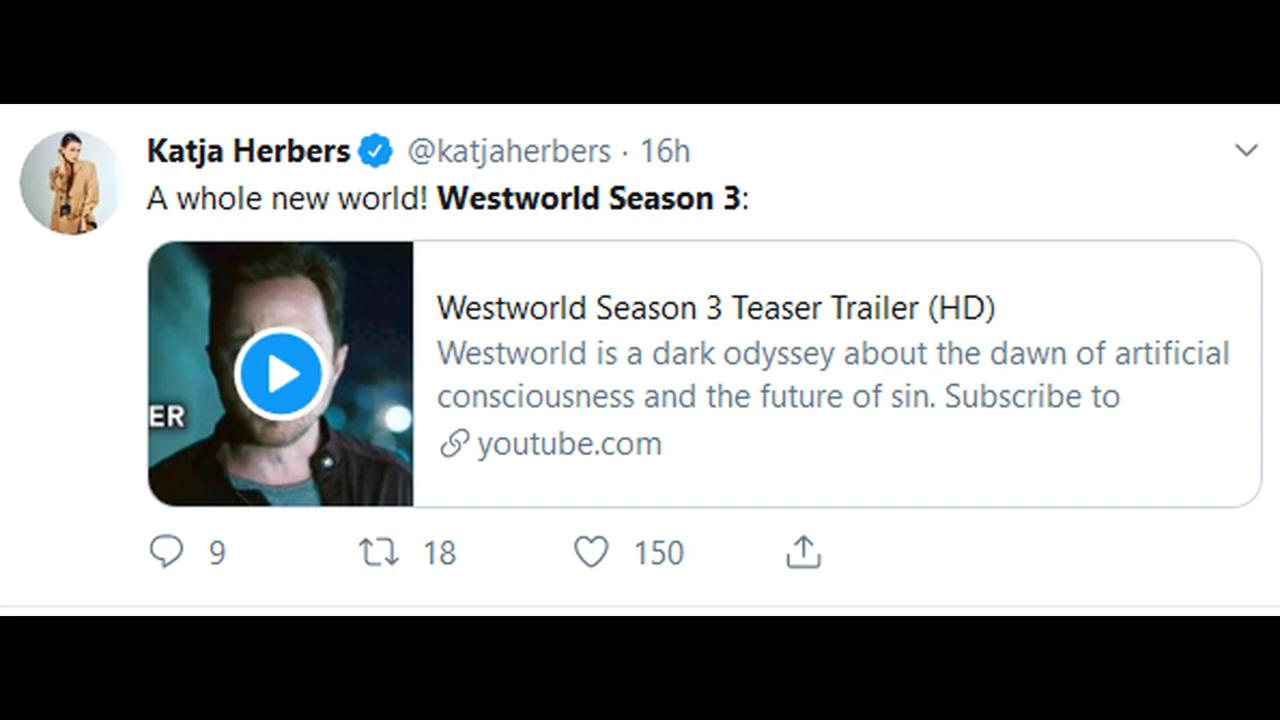 Katja Herbers @katjaherbers · 16h
A whole new world! Westworld Season 3:
ER
Westworld Season 3 Teaser Trailer (HD)
Westworld is a dark odyssey about the dawn of artificial
consciousness and the future of sin. Subscribe to
youtube.com
9 18 150